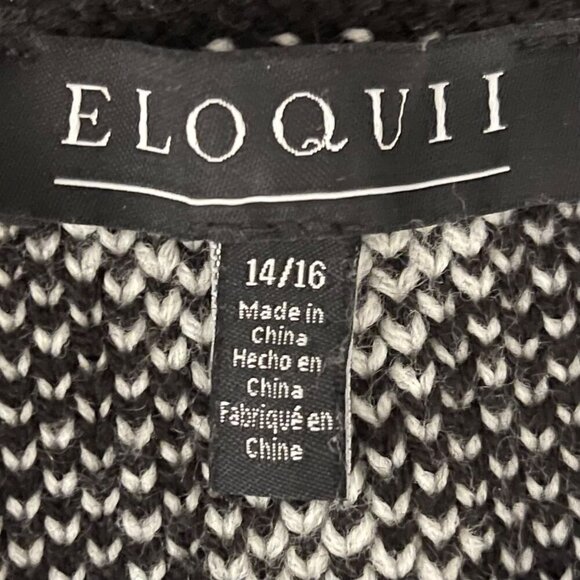 ELOQUII
14/16
Made in
China
Hecho en
China
Fabriqué en
Chine